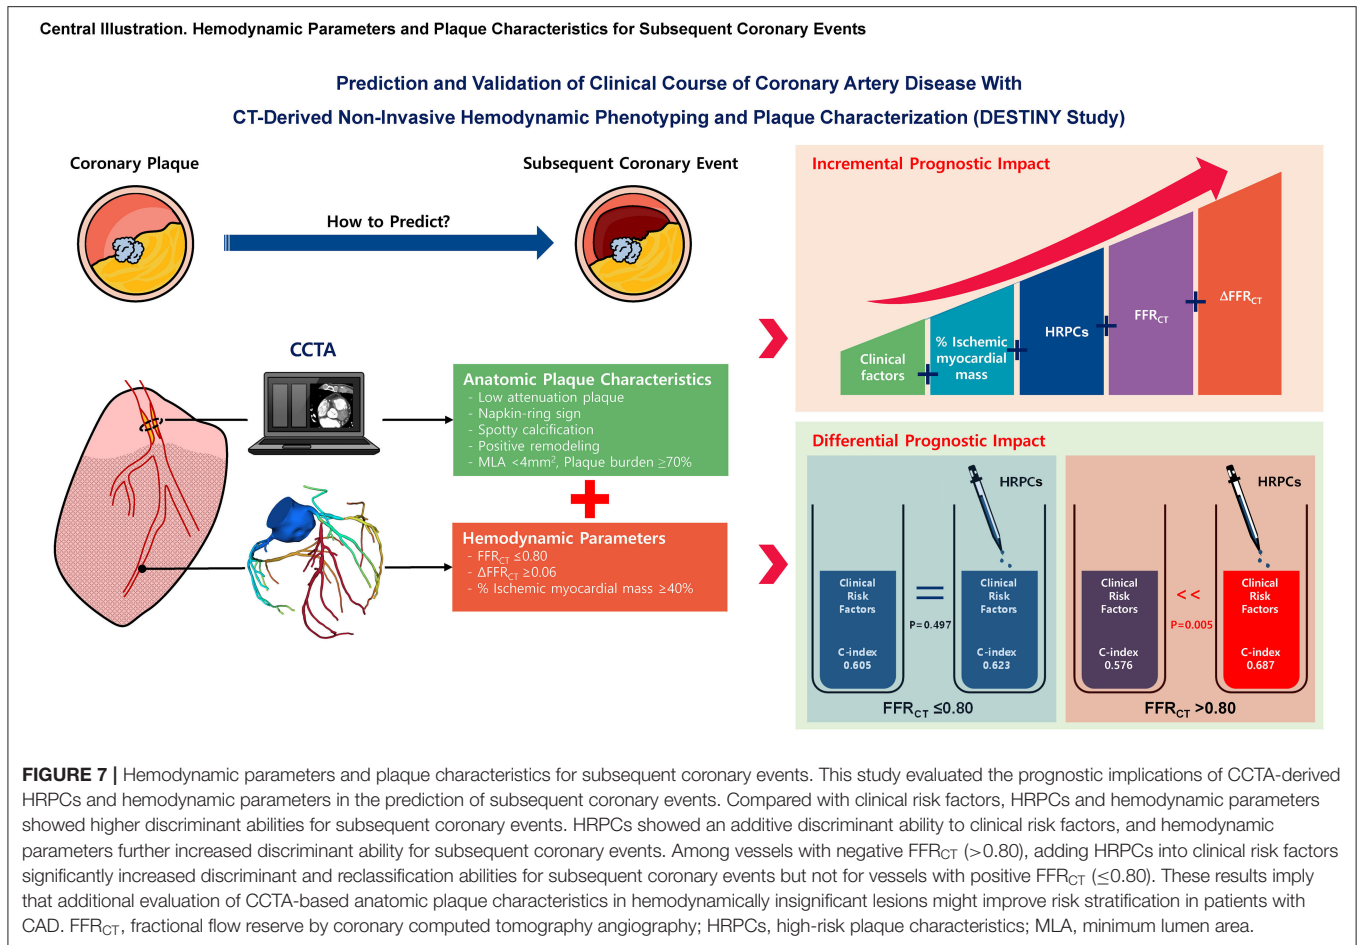 Central Illustration. Hemodynamic Parameters and Plaque Characteristics for Subsequent Coronary Events
Prediction and Validation of Clinical Course of Coronary Artery Disease With
CT-Derived Non-Invasive Hemodynamic Phenotyping and Plaque Characterization (DESTINY Study)
Coronary Plaque
Subsequent Coronary Event
How to Predict?
CCTA
Anatomic Plaque Characteristics
- Low attenuation plaque
- Napkin-ring sign
- Spotty calcification
- Positive remodeling
- MLA <4mm², Plaque burden ≥70%
Hemodynamic Parameters
- FFRCT ≤0.80
- ΔFFRCT ≥0.06
- % Ischemic myocardial mass ≥40%
Incremental Prognostic Impact
Clinical
factors
+
% Ischemic
myocardial
mass
+
HRPCs
+
FFRCT
+
ΔFFRCT
Differential Prognostic Impact
HRPCs
Clinical
Risk
Factors
C-index
0.605
=
P=0.497
Clinical
Risk
Factors
C-index
0.623
FFRCT ≤0.80
HRPCs
Clinical
Risk
Factors
C-index
0.576
<<
P=0.005
Clinical
Risk
Factors
C-index
0.687
FFRCT >0.80
FIGURE 7 | Hemodynamic parameters and plaque characteristics for subsequent coronary events. This study evaluated the prognostic implications of CCTA-derived
HRPCs and hemodynamic parameters in the prediction of subsequent coronary events. Compared with clinical risk factors, HRPCs and hemodynamic parameters
showed higher discriminant abilities for subsequent coronary events. HRPCs showed an additive discriminant ability to clinical risk factors, and hemodynamic
parameters further increased discriminant ability for subsequent coronary events. Among vessels with negative FFRCT (>0.80), adding HRPCs into clinical risk factors
significantly increased discriminant and reclassification abilities for subsequent coronary events but not for vessels with positive FFRCT (≤0.80). These results imply
that additional evaluation of CCTA-based anatomic plaque characteristics in hemodynamically insignificant lesions might improve risk stratification in patients with
CAD. FFRCT, fractional flow reserve by coronary computed tomography angiography; HRPCs, high-risk plaque characteristics; MLA, minimum lumen area.